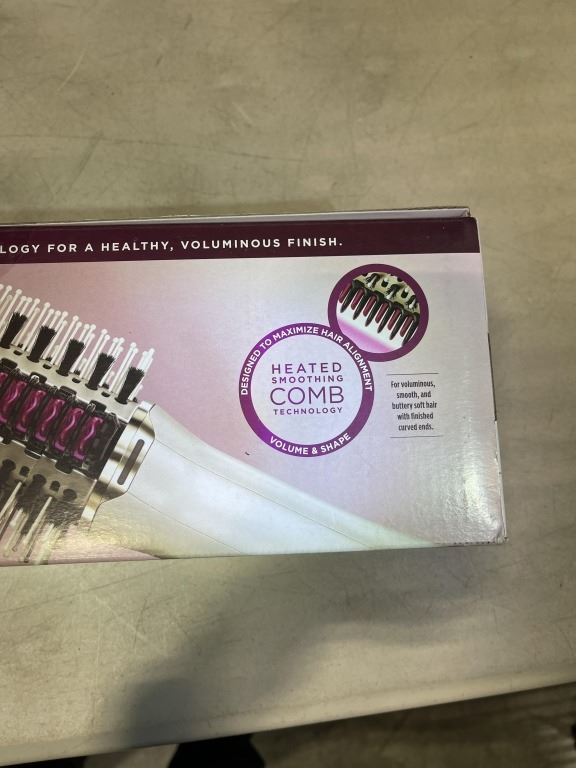 LOGY FOR A HEALTHY, VOLUMINOUS FINISH.
DESIGNED TO MAXIMIZE HAIR ALIGNMENT
HEATED
SMOOTHING
COMB
TECHNOLOGY
VOLUME & SHAPE
For voluminous,
smooth, and
buttery soft hair
with finished
curved ends.